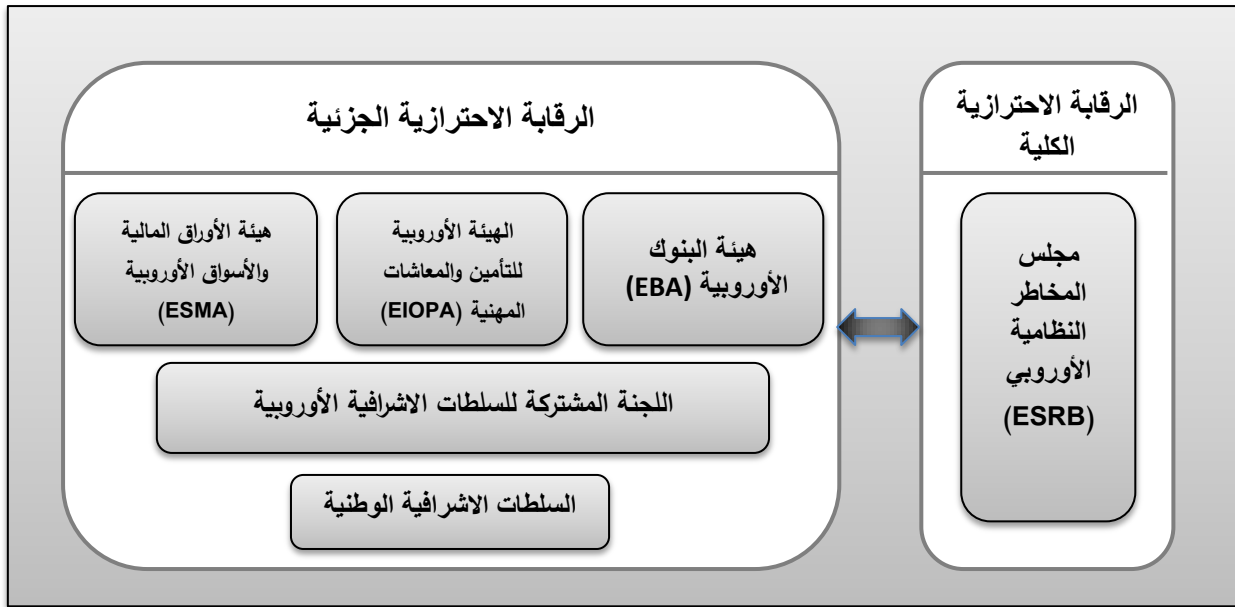 الرقابة الاحترازية
الكلية
مجلس
المخاطر
النظامية
الأوروبي
(ESRB)
الرقابة الاحترازية الجزئية
هيئة البنوك
الأوروبية (EBA)
الهيئة الأوروبية
للتأمين والمعاشات
المهنية (EIOPA)
هيئة الأوراق المالية
والأسواق الأوروبية
(ESMA)
اللجنة المشتركة للسلطات الاشرافية الأوروبية
السلطات الاشرافية الوطنية